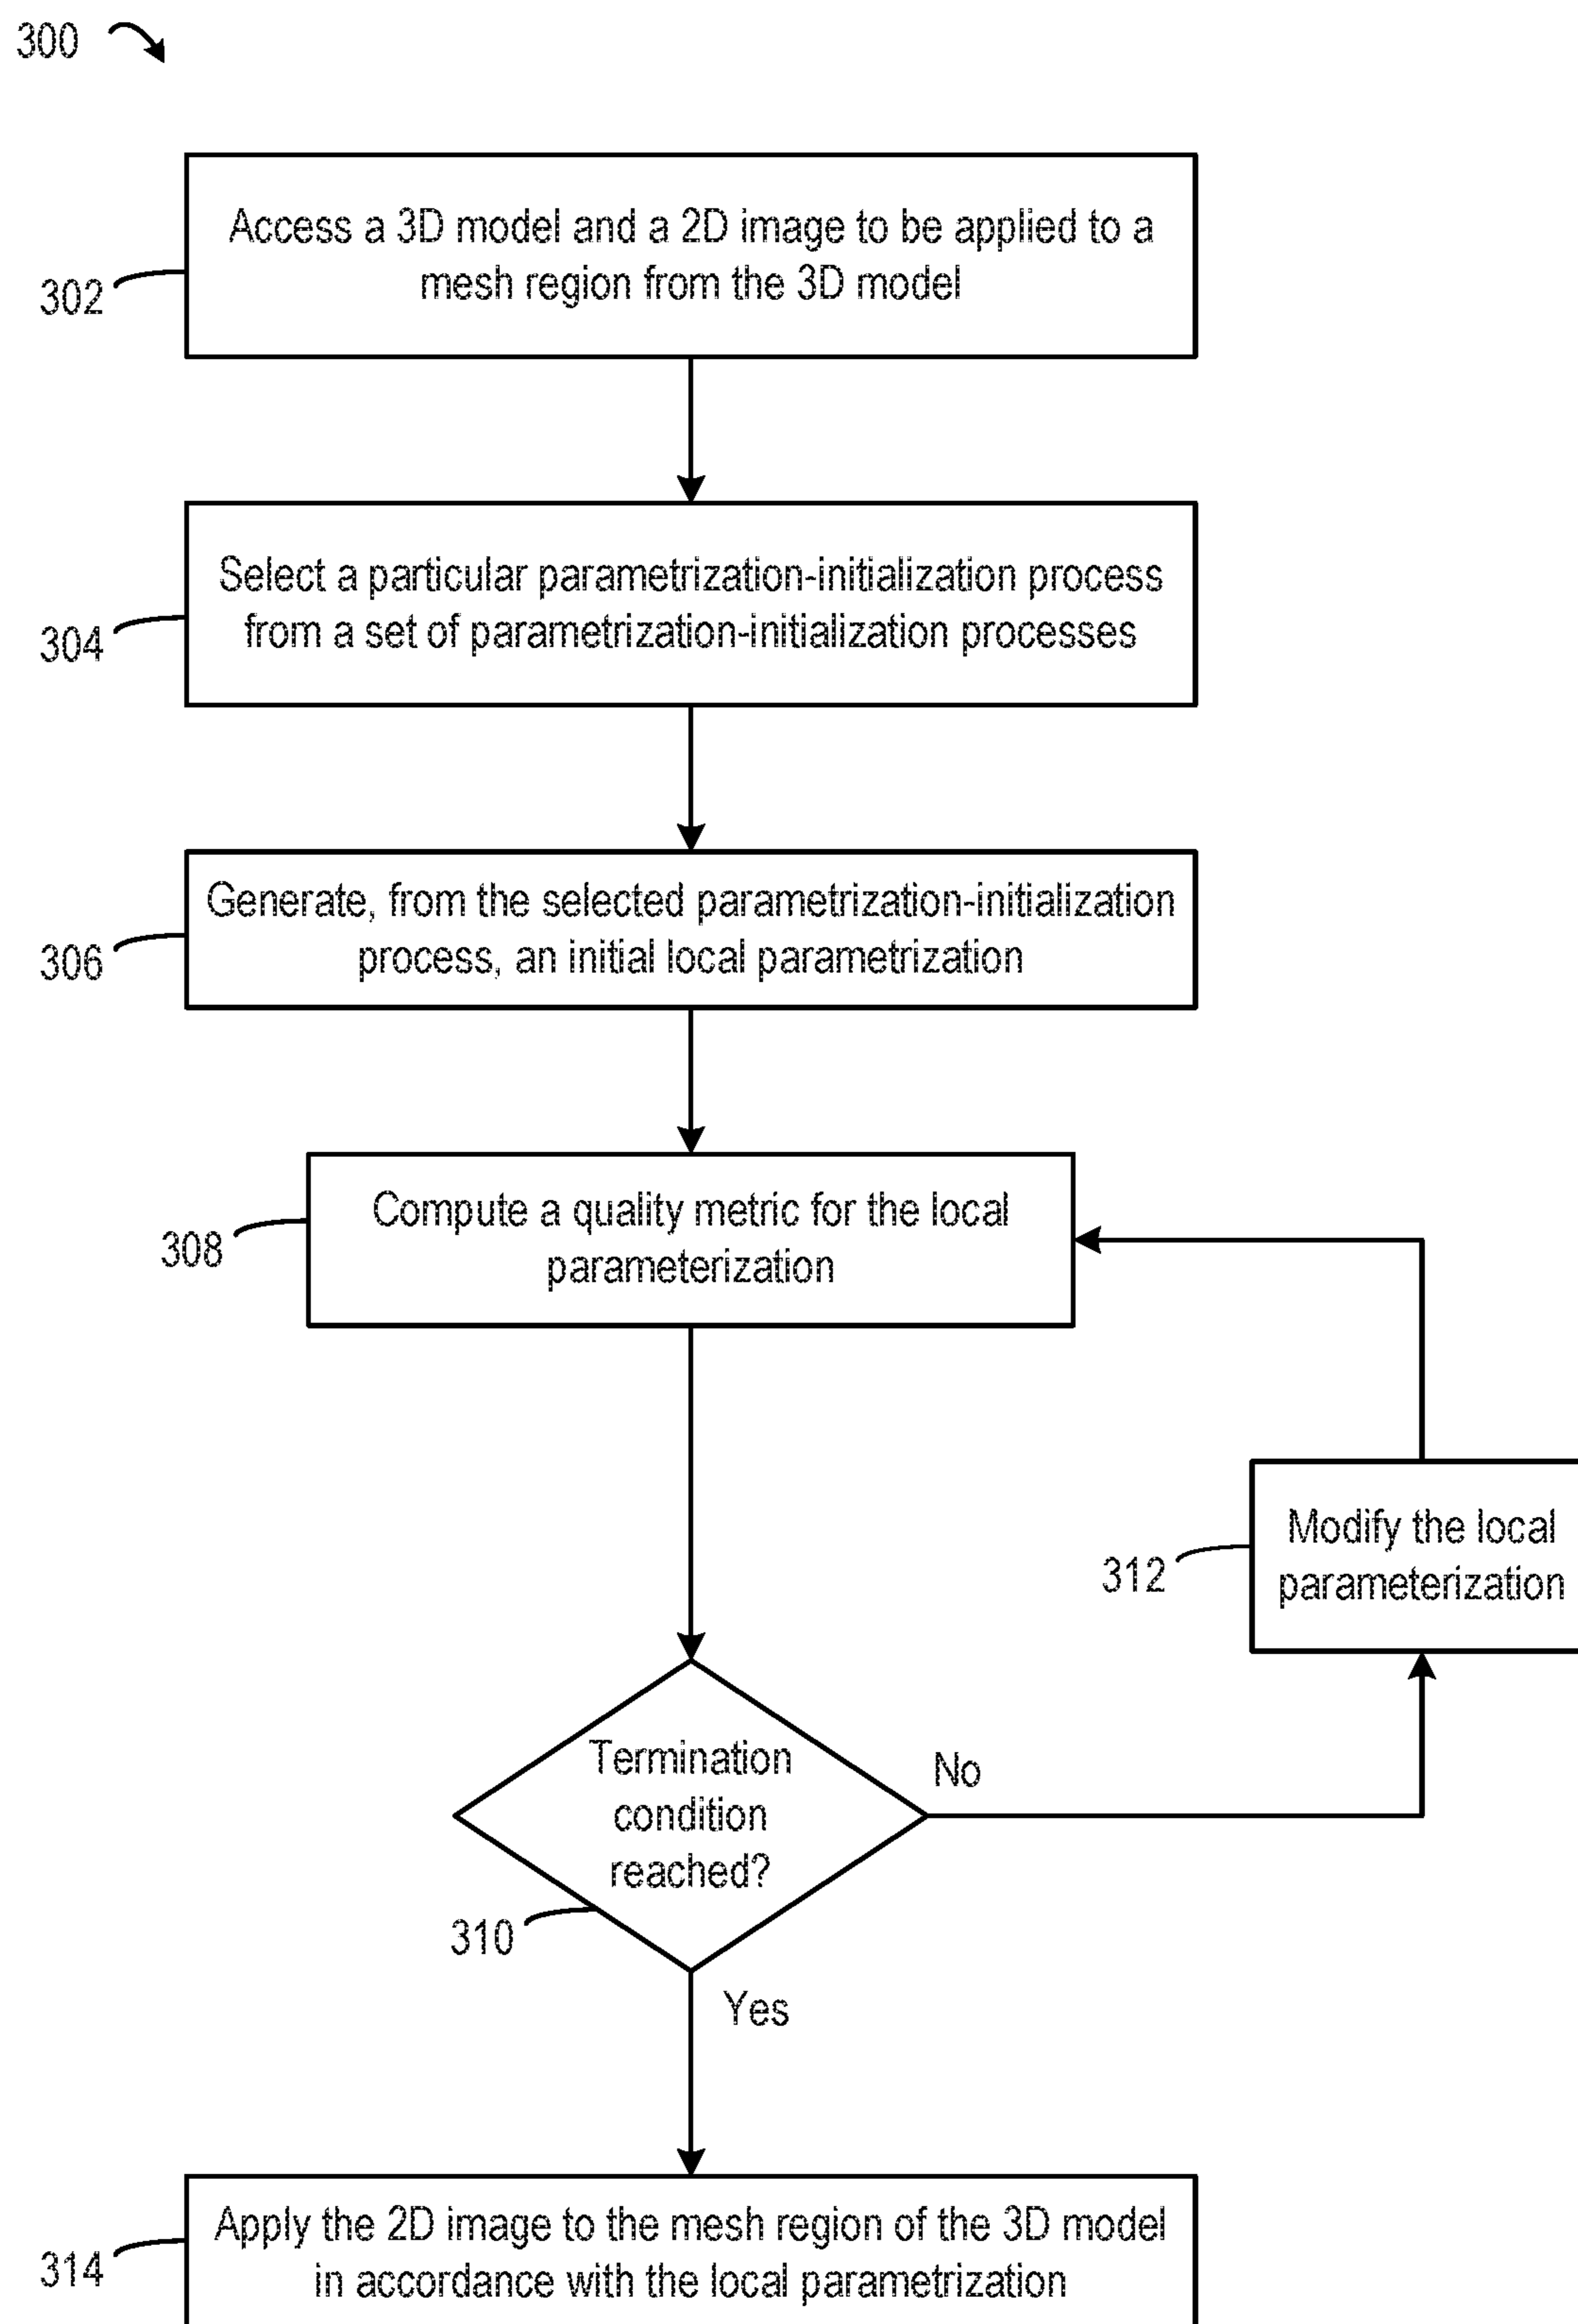 300
Access a 3D model and a 2D image to be applied to a
mesh region from the 3D model
302
Select a particular parametrization-initialization process
from a set of parametrization-initialization processes
304
Generate, from the selected parametrization-initialization
process, an initial local parametrization
306
Compute a quality metric for the local
parameterization
308
Modify the local
parameterization
312
Termination
condition
reached?
No
310
Yes
Apply the 2D image to the mesh region of the 3D model
in accordance with the local parametrization
314